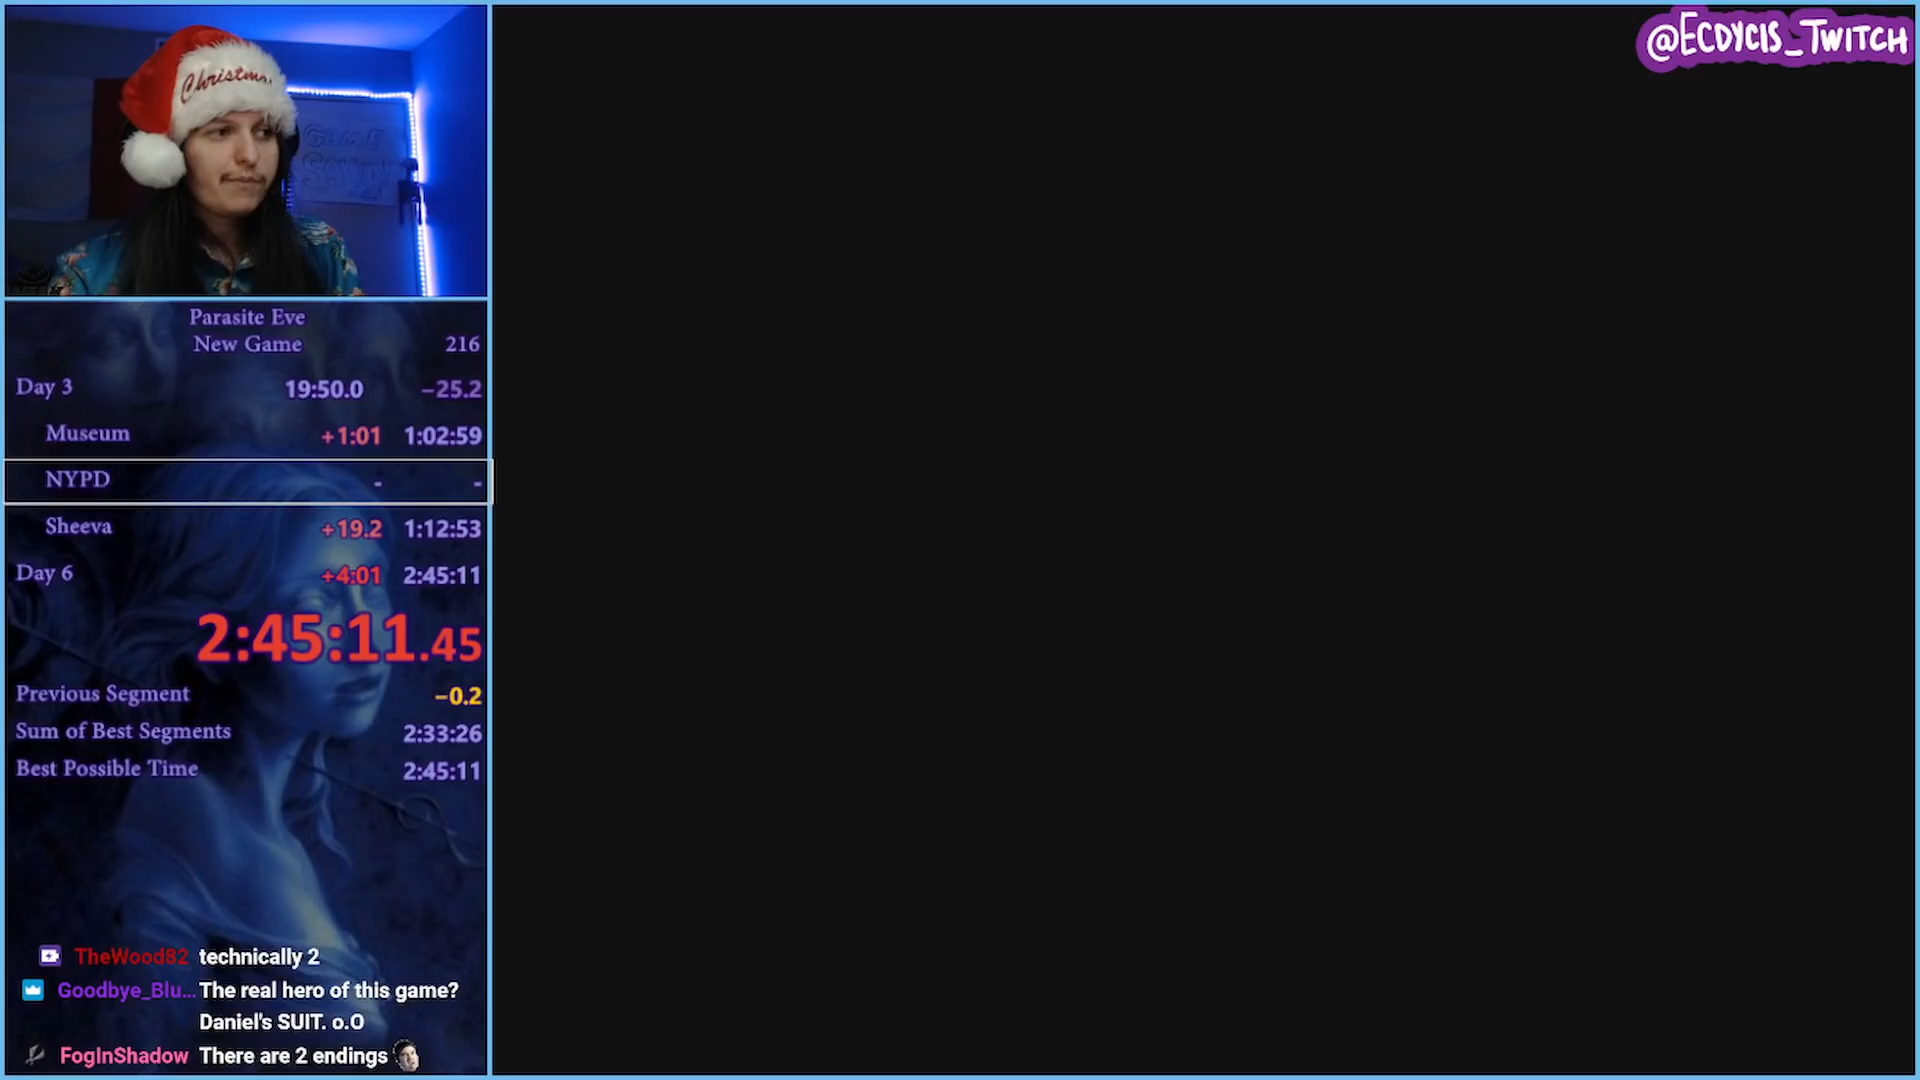 @ECDYCIS_TWITCH
Christmas
GAME
Parasite Eve
New Game 216
Day 3 19:50.0 −25.2
Museum +1:01 1:02:59
NYPD - -
Sheeva +19.2 1:12:53
Day 6 +4:01 2:45:11
2:45:11.45
Previous Segment −0.2
Sum of Best Segments 2:33:26
Best Possible Time 2:45:11
TheWood82 technically 2
Goodbye_Blu... The real hero of this game?
Daniel's SUIT. o.O
FogInShadow There are 2 endings